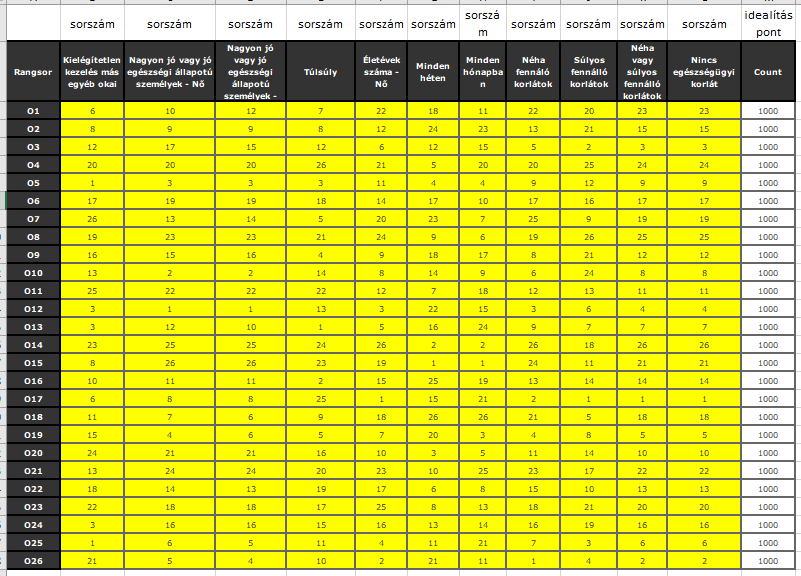 sorszám sorszám sorszám sorszám sorszám sorszám sorszám sorszám sorszám sorszám sorszám idealítás pont
Rangsor Kielégítetlen kezelés más egyéb okai Nagyon jó vagy jó egészségi állapotú személyek - Nő Nagyon jó vagy jó egészségi állapotú személyek - Túlsúly Életévek száma - Nő Minden héten Minden hónapban Néha fennáló korlátok Súlyos fennálló korlátok Néha vagy súlyos fennálló korlátok Nincs egészségügyi korlát Count
O1 6 10 12 7 22 18 11 22 20 23 23 1000
O2 8 9 9 8 12 24 23 13 21 15 15 1000
O3 12 17 15 12 6 12 15 5 2 3 3 1000
O4 20 20 20 26 21 5 20 20 25 24 24 1000
O5 1 3 3 3 11 4 4 9 12 9 9 1000
O6 17 19 19 18 14 17 10 17 16 17 17 1000
O7 26 13 14 5 20 23 7 25 9 19 19 1000
O8 19 23 23 21 24 9 6 19 26 25 25 1000
O9 16 15 16 4 9 18 17 8 21 12 12 1000
O10 13 2 2 14 8 14 9 6 24 8 8 1000
O11 25 22 22 22 12 7 18 12 13 11 11 1000
O12 3 1 1 13 3 22 15 3 6 4 4 1000
O13 3 12 10 1 5 16 24 9 7 7 7 1000
O14 23 25 25 24 26 2 2 26 18 26 26 1000
O15 8 26 26 23 19 1 1 24 11 21 21 1000
O16 10 11 11 2 15 25 19 13 14 14 14 1000
O17 6 8 8 25 1 15 21 2 1 1 1 1000
O18 11 7 6 9 18 26 26 21 5 18 18 1000
O19 15 4 6 5 7 20 3 4 8 5 5 1000
O20 24 21 21 16 10 3 5 11 14 10 10 1000
O21 13 24 24 20 23 10 25 23 17 22 22 1000
O22 18 14 13 19 17 6 8 15 10 13 13 1000
O23 22 18 18 17 25 8 13 18 21 20 20 1000
O24 3 16 16 15 16 13 14 16 19 16 16 1000
O25 1 6 5 11 4 11 21 7 3 6 6 1000
O26 21 5 4 10 2 21 11 1 4 2 2 1000